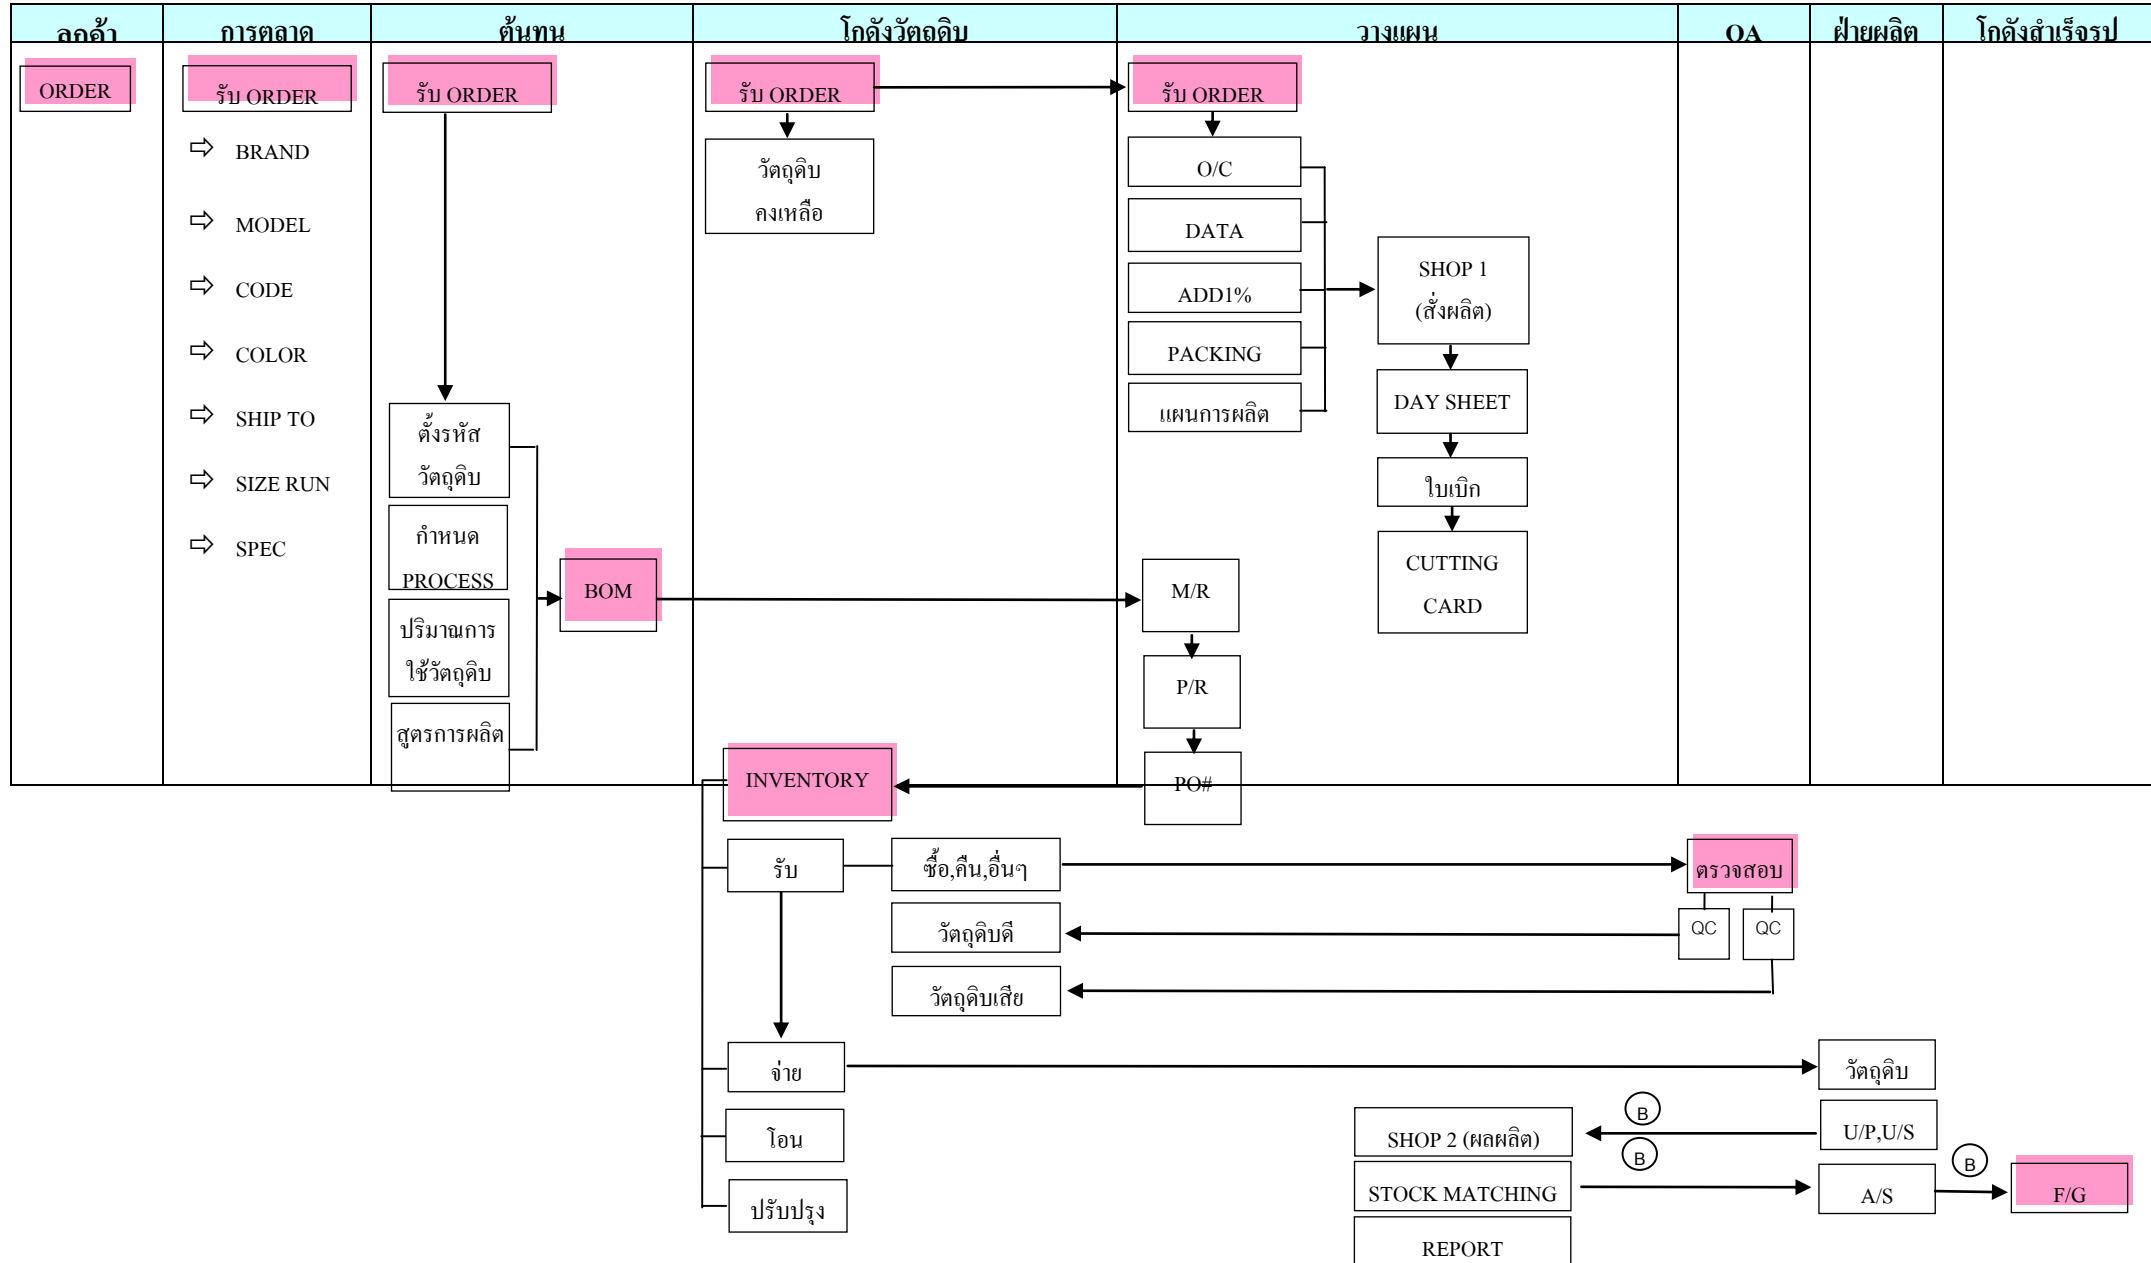 ลูกค้า
การตลาด
ต้นทุน
โกดังวัตถุดิบ
วางแผน
QA
ฝ่ายผลิต
โกดังสำเร็จรูป
ORDER
รับ ORDER
รับ ORDER
รับ ORDER
รับ ORDER
BRAND
MODEL
CODE
COLOR
SHIP TO
SIZE RUN
SPEC
ตั้งรหัส
วัตถุดิบ
กำหนด
PROCESS
ปริมาณการ
ใช้วัตถุดิบ
สูตรการผลิต
BOM
วัตถุดิบ
คงเหลือ
O/C
DATA
ADD1%
PACKING
แผนการผลิต
SHOP 1
(สั่งผลิต)
DAY SHEET
ใบเบิก
CUTTING
CARD
M/R
P/R
PO#
INVENTORY
รับ
ซื้อ,คืน,อื่นๆ
ตรวจสอบ
วัตถุดิบดี
QC
QC
วัตถุดิบเสีย
จ่าย
วัตถุดิบ
โอน
SHOP 2 (ผลผลิต)
B
U/P,U/S
B
ปรับปรุง
STOCK MATCHING
A/S
B
F/G
REPORT